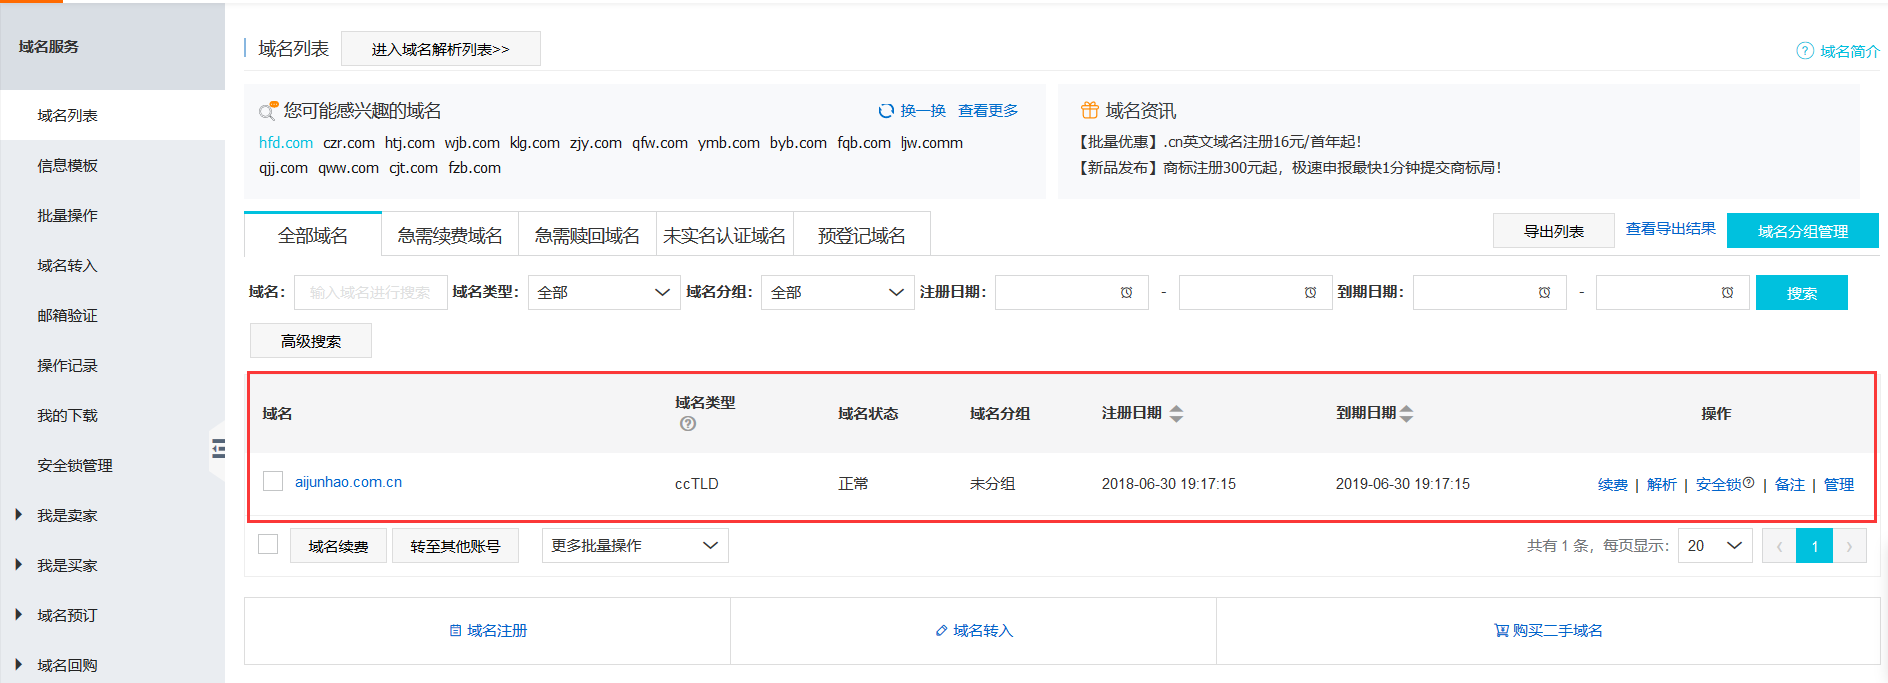 域名服务
域名列表
信息模板
批量操作
域名转入
邮箱验证
操作记录
我的下载
安全锁管理
我是卖家
我是买家
域名预订
域名回购
域名列表 进入域名解析列表>>
? 域名简介
您可能感兴趣的域名 换一换 查看更多
hfd.com czr.com htj.com wjb.com klg.com zjy.com qfw.com ymb.com byb.com fqb.com ljw.comm
qjj.com qww.com cjt.com fzb.com
域名资讯
【批量优惠】.cn英文域名注册16元/首年起！
【新品发布】商标注册300元起，极速申报最快1分钟提交商标局！
全部域名 急需续费域名 急需赎回域名 未实名认证域名 预登记域名
导出列表 查看导出结果 域名分组管理
域名： 输入域名进行搜索 域名类型： 全部 域名分组： 全部 注册日期： - 到期日期： - 搜索
高级搜索
域名 域名类型 ? 域名状态 域名分组 注册日期 到期日期 操作
aijunhao.com.cn ccTLD 正常 未分组 2018-06-30 19:17:15 2019-06-30 19:17:15 续费 | 解析 | 安全锁? | 备注 | 管理
域名续费 转至其他账号 更多批量操作 共有 1 条，每页显示： 20 ‹ 1 ›
域名注册 域名转入 购买二手域名